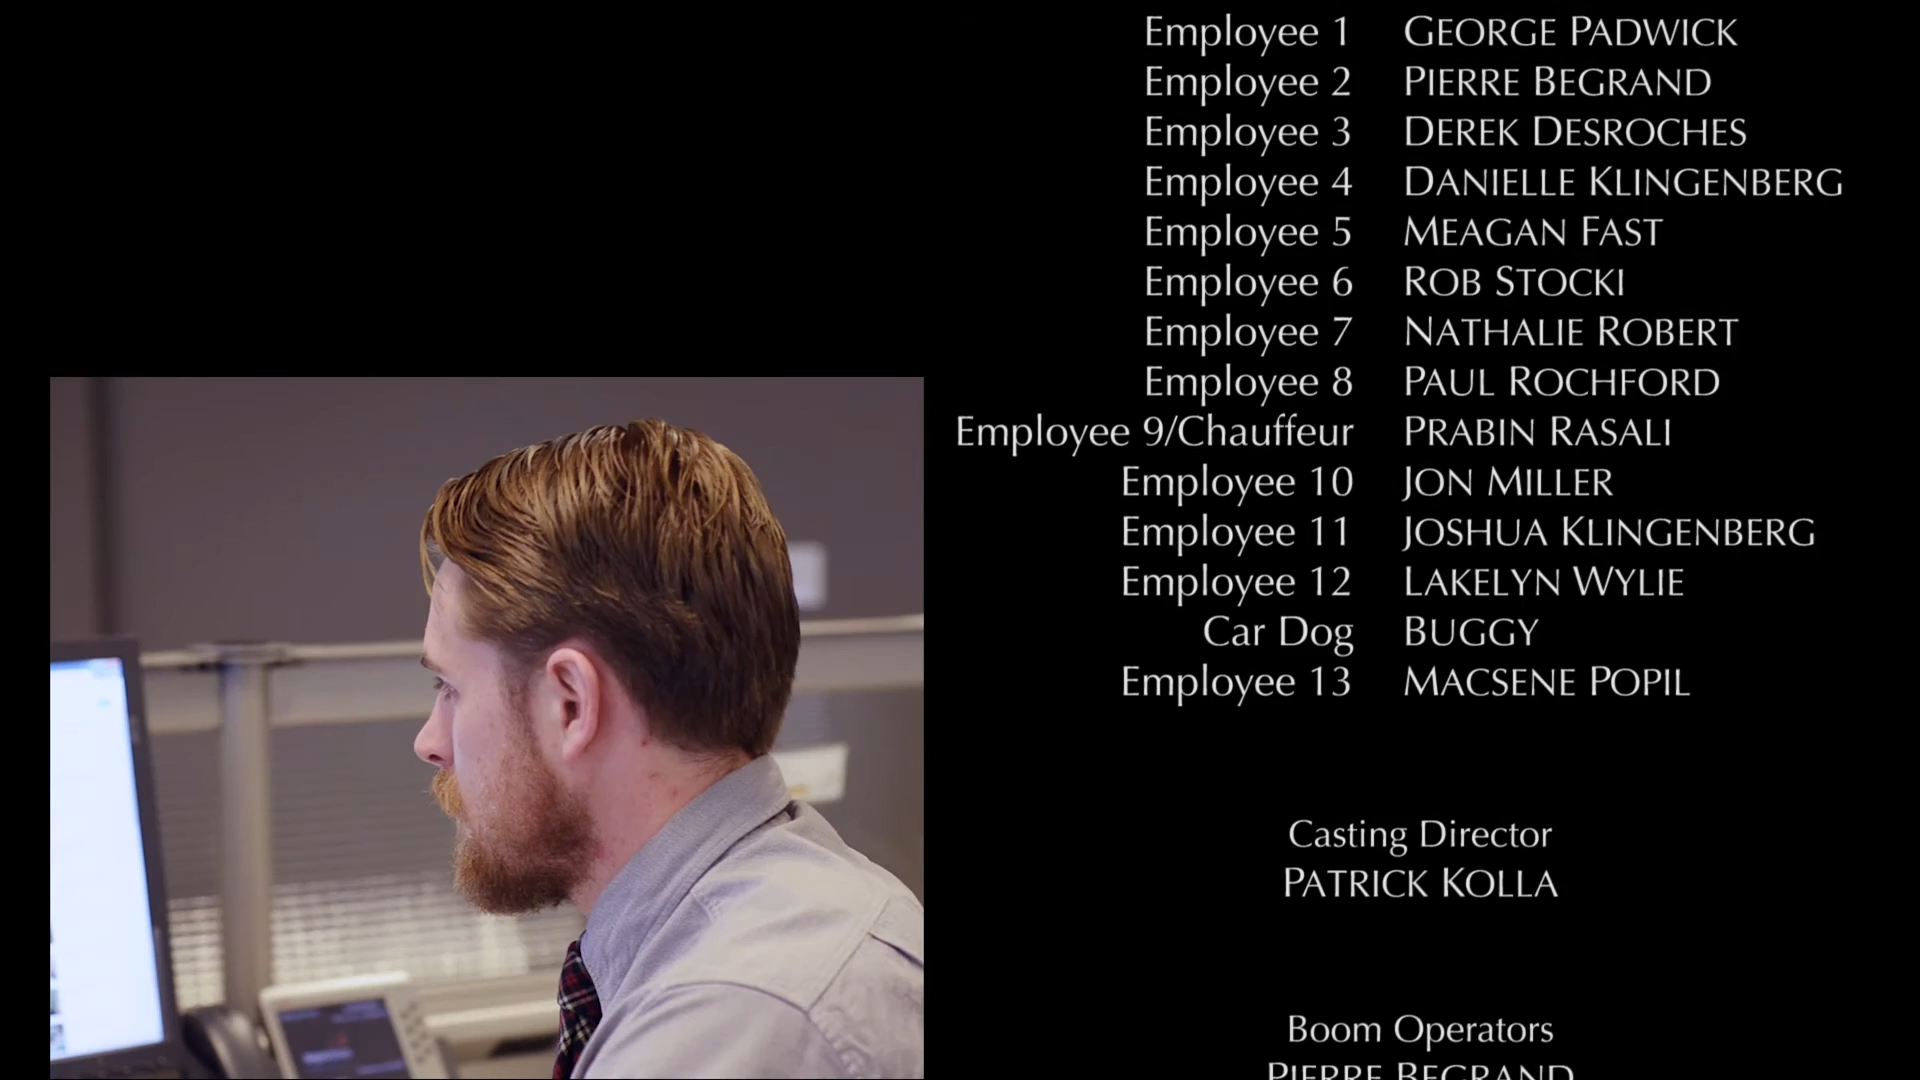 Employee 1 GEORGE PADWICK
Employee 2 PIERRE BEGRAND
Employee 3 DEREK DESROCHES
Employee 4 DANIELLE KLINGENBERG
Employee 5 MEAGAN FAST
Employee 6 ROB STOCKI
Employee 7 NATHALIE ROBERT
Employee 8 PAUL ROCHFORD
Employee 9/Chauffeur PRABIN RASALI
Employee 10 JON MILLER
Employee 11 JOSHUA KLINGENBERG
Employee 12 LAKELYN WYLIE
Car Dog BUGGY
Employee 13 MACSENE POPIL
Casting Director
PATRICK KOLLA
Boom Operators
PIERRE BEGRAND